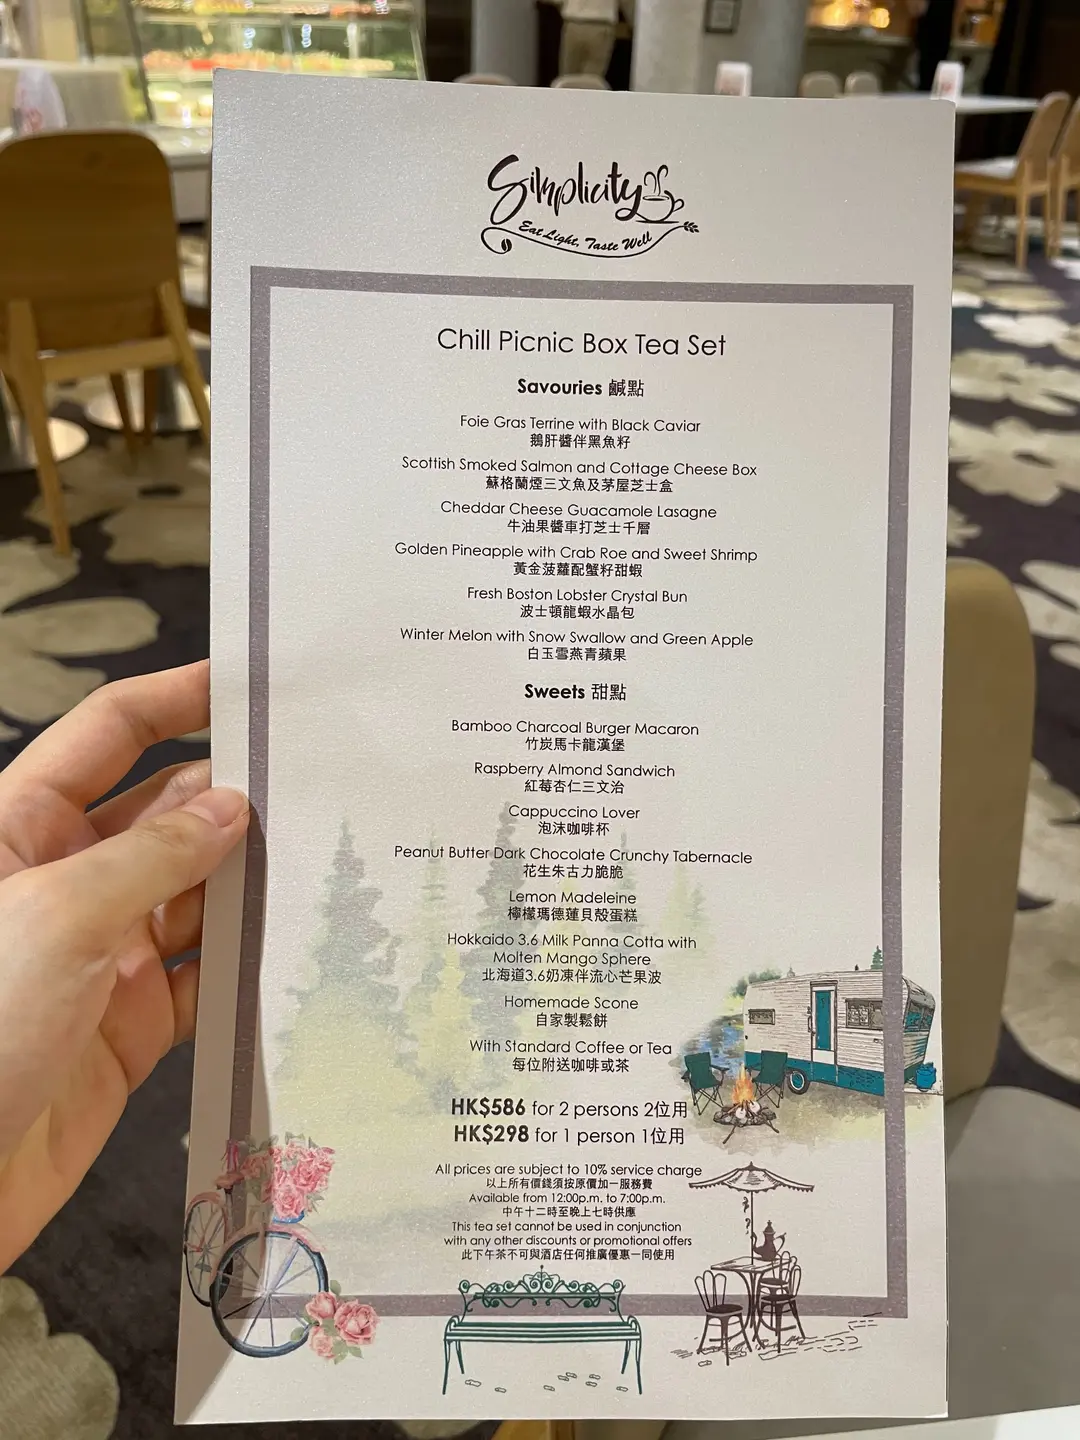 Simplicity
Eat Light, Taste Well
Chill Picnic Box Tea Set
Savouries 鹹點
Foie Gras Terrine with Black Caviar
鵝肝醬伴黑魚籽
Scottish Smoked Salmon and Cottage Cheese Box
蘇格蘭煙三文魚及茅屋芝士盒
Cheddar Cheese Guacamole Lasagne
牛油果醬車打芝士千層
Golden Pineapple with Crab Roe and Sweet Shrimp
黃金菠蘿配蟹籽甜蝦
Fresh Boston Lobster Crystal Bun
波士頓龍蝦水晶包
Winter Melon with Snow Swallow and Green Apple
白玉雪燕青蘋果
Sweets 甜點
Bamboo Charcoal Burger Macaron
竹炭馬卡龍漢堡
Raspberry Almond Sandwich
紅莓杏仁三文治
Cappuccino Lover
泡沫咖啡杯
Peanut Butter Dark Chocolate Crunchy Tabernacle
花生朱古力脆脆
Lemon Madeleine
檸檬瑪德蓮貝殼蛋糕
Hokkaido 3.6 Milk Panna Cotta with
Molten Mango Sphere
北海道3.6奶凍伴流心芒果波
Homemade Scone
自家製鬆餅
With Standard Coffee or Tea
每位附送咖啡或茶
HK$586 for 2 persons 2位用
HK$298 for 1 person 1位用
All prices are subject to 10% service charge
以上所有價錢須按原價加一服務費
Available from 12:00p.m. to 7:00p.m.
中午十二時至晚上七時供應
This tea set cannot be used in conjunction
with any other discounts or promotional offers
此下午茶不可與酒店任何推廣優惠一同使用